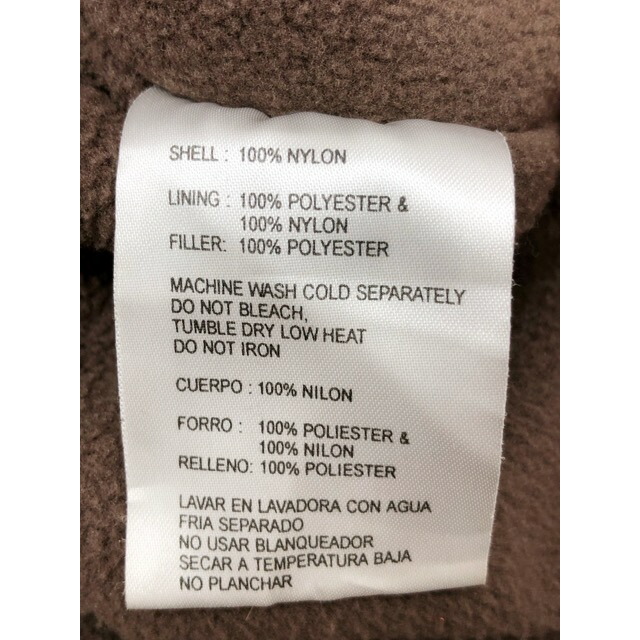 SHELL : 100% NYLON
LINING : 100% POLYESTER &
100% NYLON
FILLER: 100% POLYESTER
MACHINE WASH COLD SEPARATELY
DO NOT BLEACH,
TUMBLE DRY LOW HEAT
DO NOT IRON
CUERPO : 100% NILON
FORRO : 100% POLIESTER &
100% NILON
RELLENO: 100% POLIESTER
LAVAR EN LAVADORA CON AGUA
FRIA SEPARADO
NO USAR BLANQUEADOR
SECAR A TEMPERATURA BAJA
NO PLANCHAR